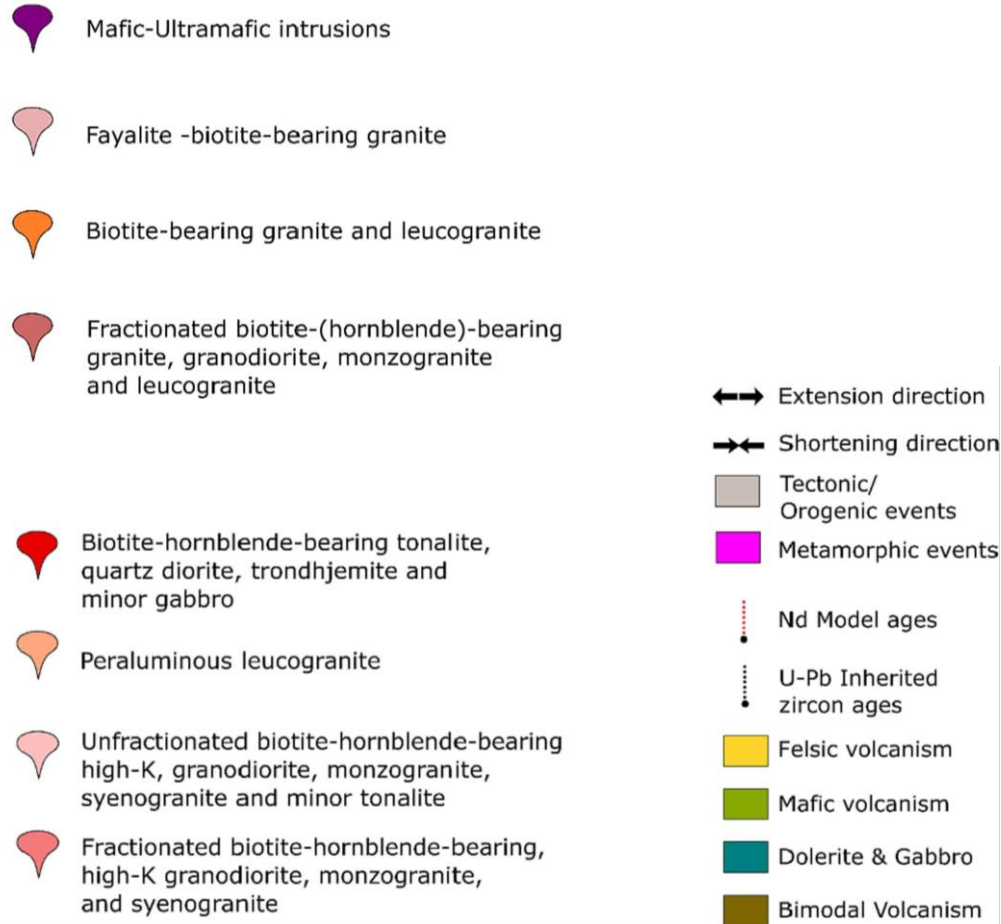 Mafic-Ultramafic intrusions
Fayalite -biotite-bearing granite
Biotite-bearing granite and leucogranite
Fractionated biotite-(hornblende)-bearing
granite, granodiorite, monzogranite
and leucogranite
Biotite-hornblende-bearing tonalite,
quartz diorite, trondhjemite and
minor gabbro
Peraluminous leucogranite
Unfractionated biotite-hornblende-bearing
high-K, granodiorite, monzogranite,
syenogranite and minor tonalite
Fractionated biotite-hornblende-bearing,
high-K granodiorite, monzogranite,
and syenogranite
Extension direction
Shortening direction
Tectonic/
Orogenic events
Metamorphic events
Nd Model ages
U-Pb Inherited
zircon ages
Felsic volcanism
Mafic volcanism
Dolerite & Gabbro
Bimodal Volcanism